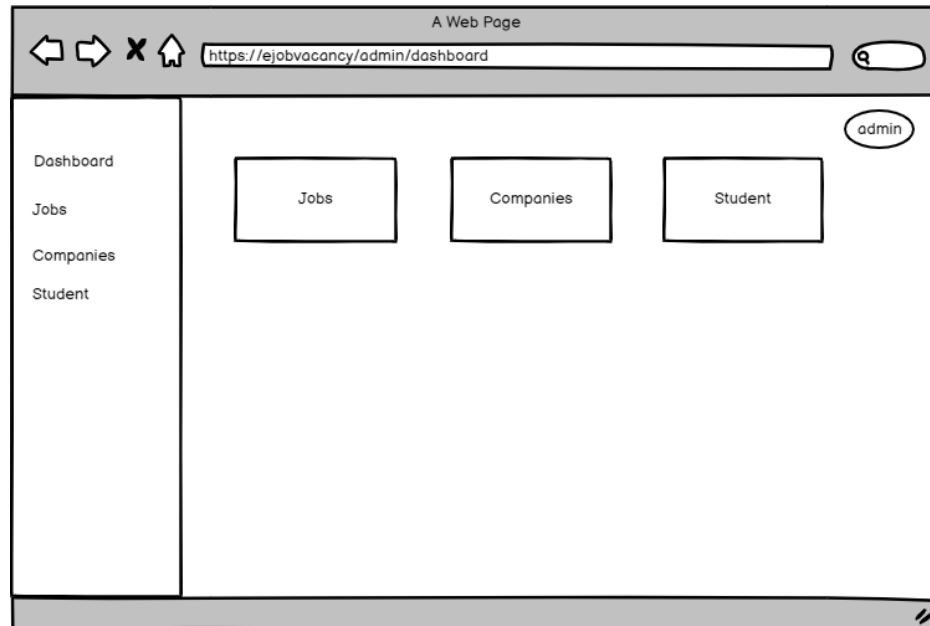 A Web Page
https://ejobvacancy/admin/dashboard
admin
Dashboard
Jobs
Companies
Student
Jobs
Companies
Student